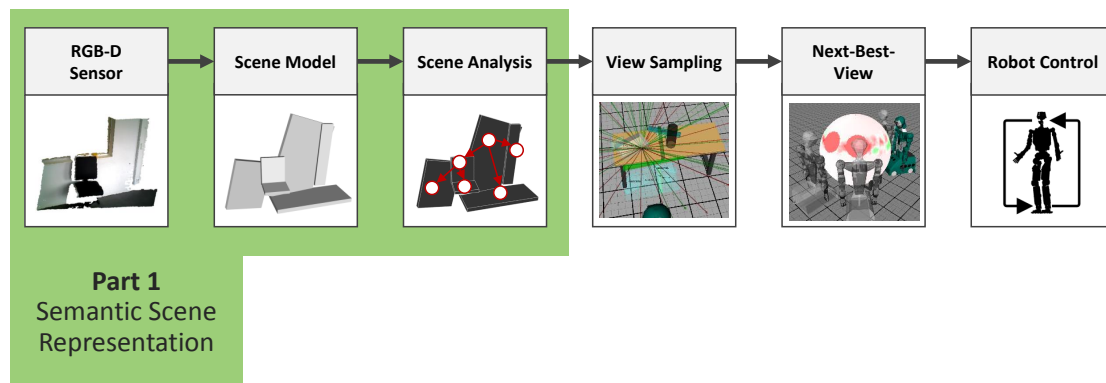 RGB-D
Sensor
Scene Model
Scene Analysis
View Sampling
Next-Best-
View
Robot Control
Part 1
Semantic Scene
Representation